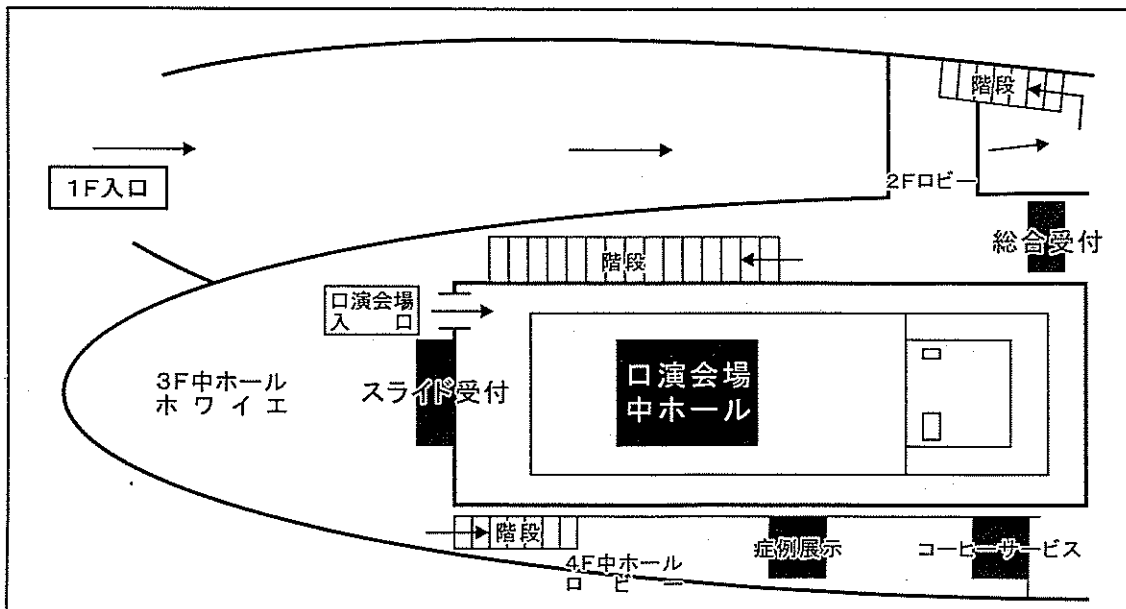 階段
1F入口
2Fロビー
総合受付
階段
口演会場
入口
3F中ホール
ホワイエ
スライド受付
口演会場
中ホール
階段
4F中ホール
ロビー
症例展示
コーヒーサービス